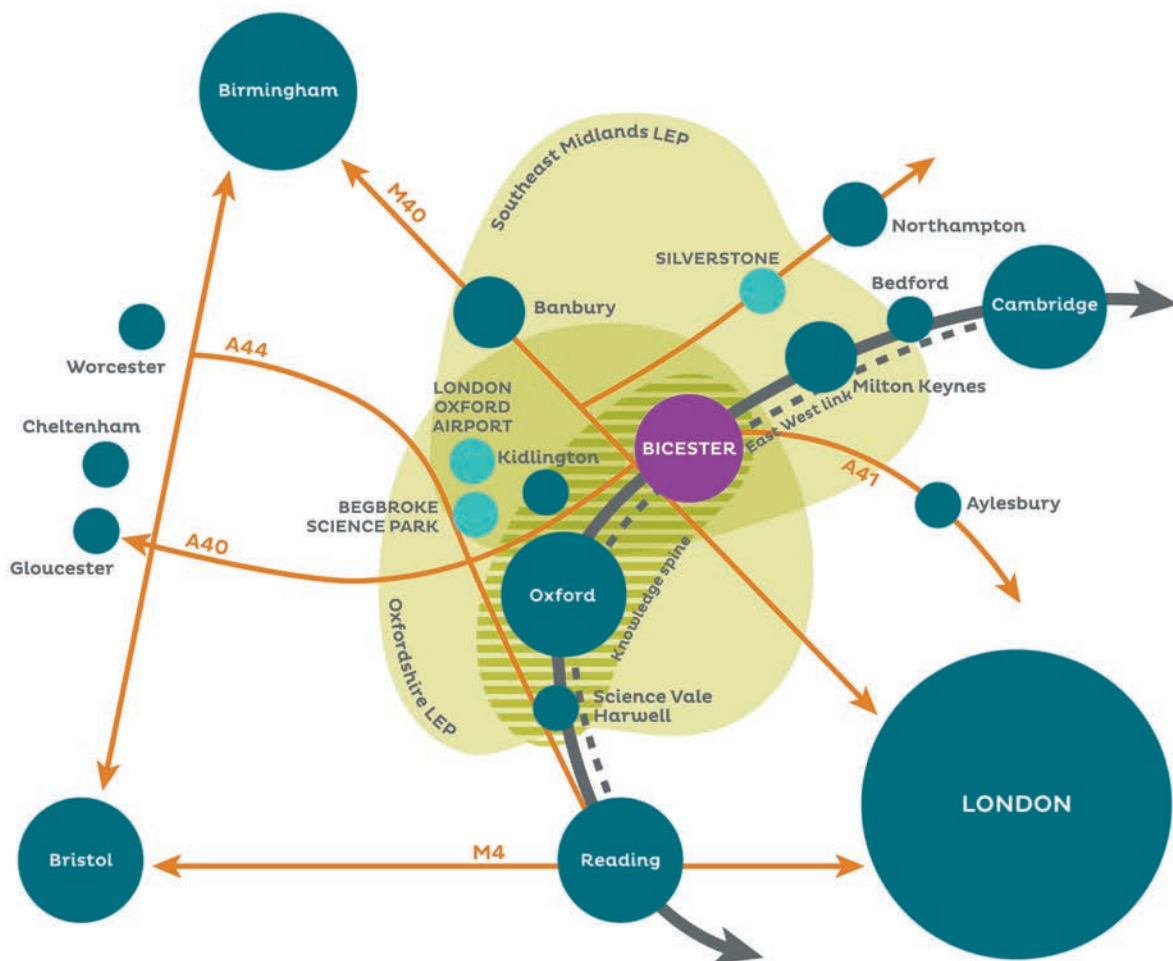 Birmingham
Southeast Midlands LEP
M40
Northampton
SILVERSTONE
Bedford
Cambridge
Banbury
Worcester
A44
Milton Keynes
East West link
LONDON
OXFORD
AIRPORT
Kidlington
BICESTER
Cheltenham
A41
Aylesbury
BEGBROKE
SCIENCE PARK
A40
Gloucester
Oxford
Knowledge spine
Oxfordshire LEP
Science Vale
Harwell
LONDON
Bristol
M4
Reading